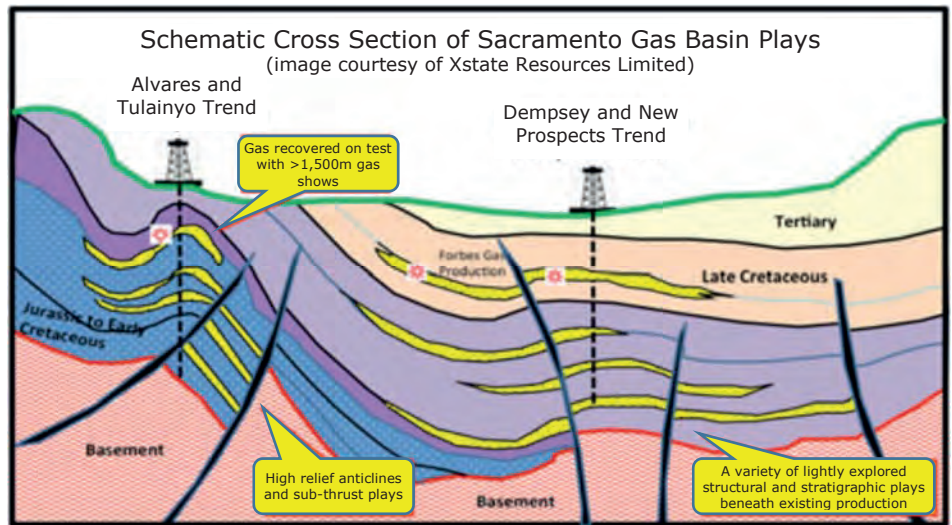 Schematic Cross Section of Sacramento Gas Basin Plays
(image courtesy of Xstate Resources Limited)
Alvares and
Tulainyo Trend
Dempsey and New
Prospects Trend
Gas recovered on test
with >1,500m gas
shows
Tertiary
Forbes Gas
Production
Late Cretaceous
Jurassic to Early
Cretaceous
Basement
High relief anticlines
and sub-thrust plays
Basement
A variety of lightly explored
structural and stratigraphic plays
beneath existing production